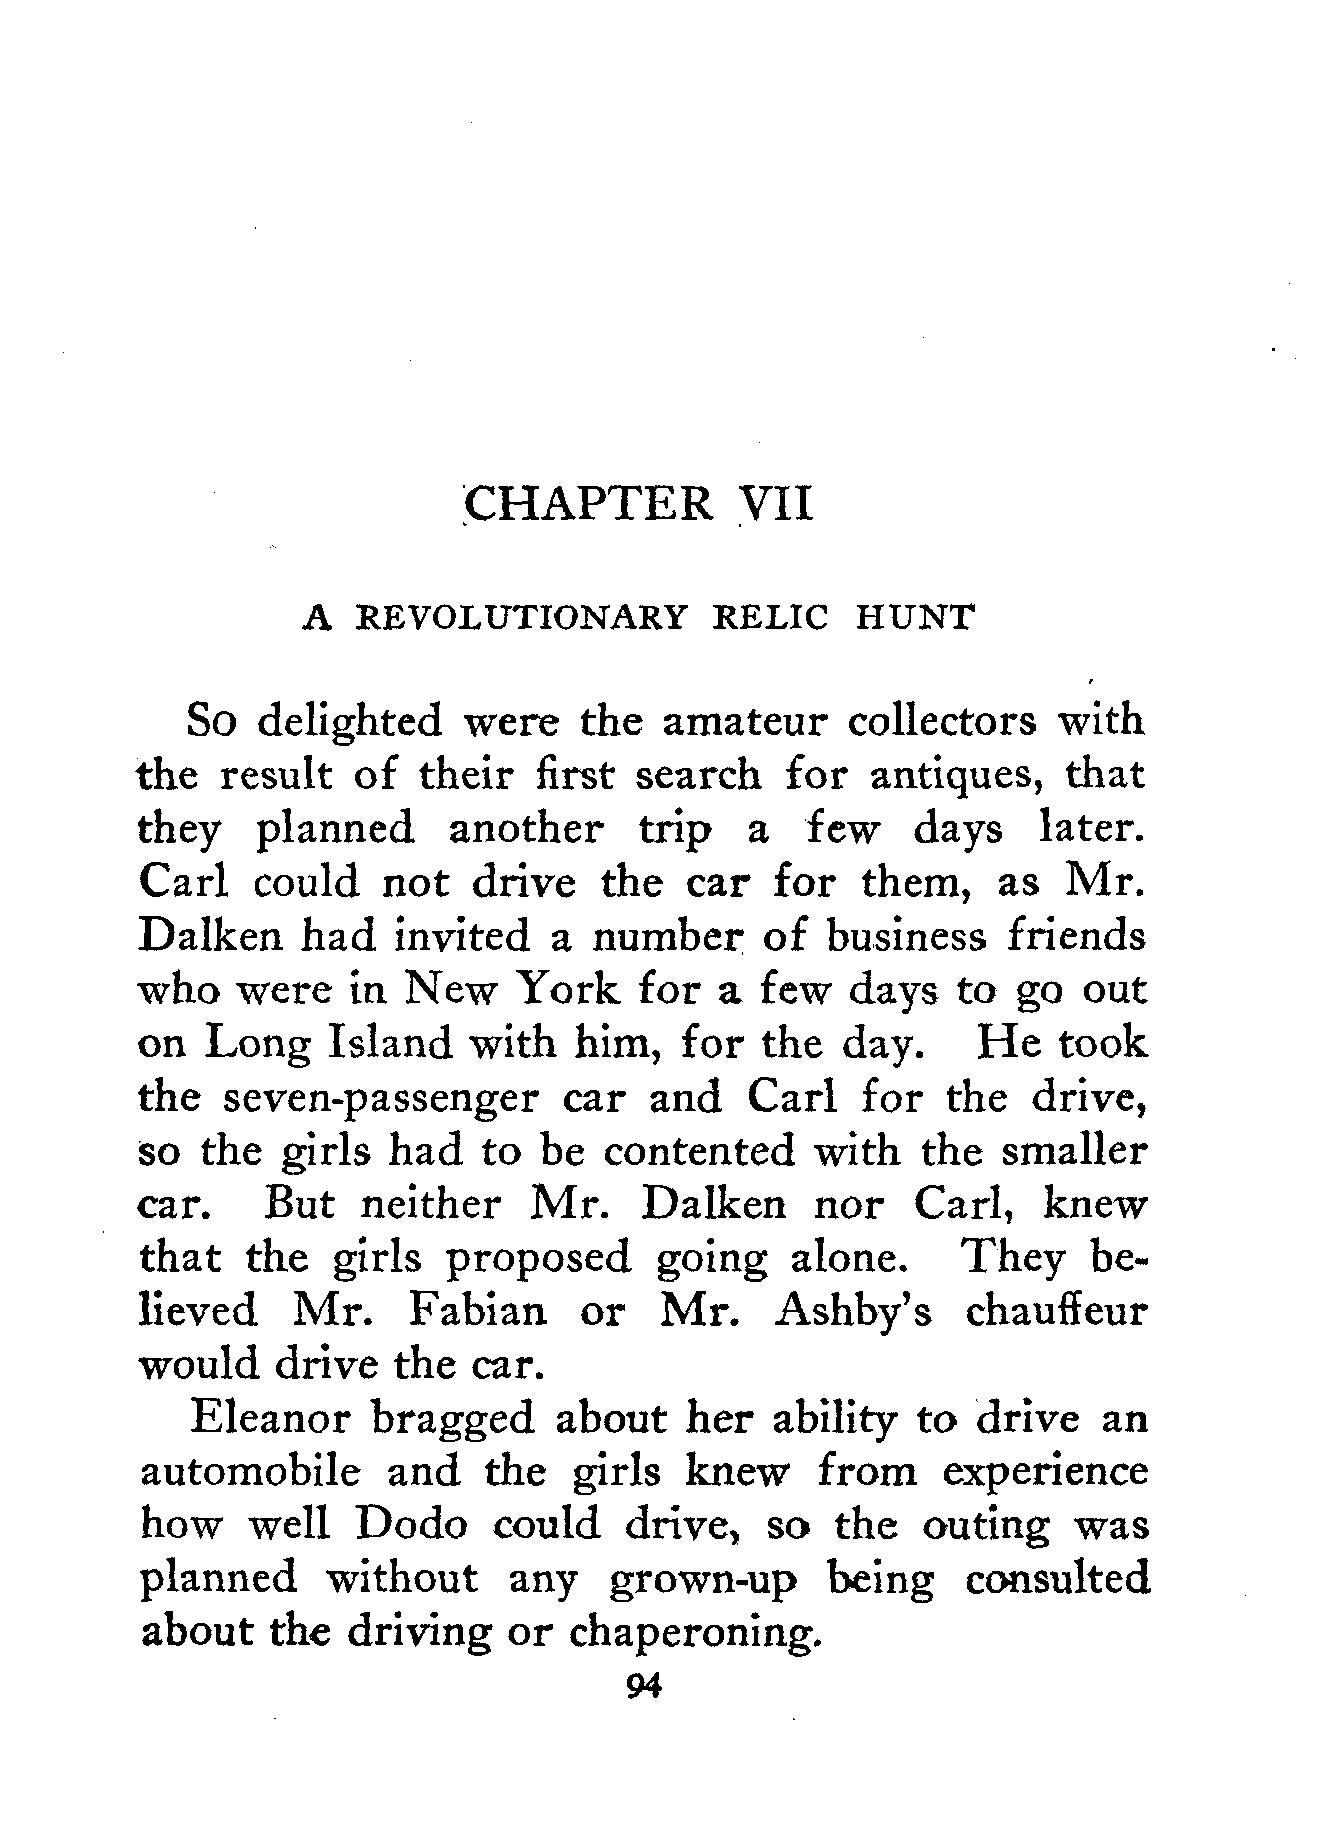 CHAPTER VII
A REVOLUTIONARY RELIC HUNT
So delighted were the amateur collectors with
the result of their first search for antiques, that
they planned another trip a few days later.
Carl could not drive the car for them, as Mr.
Dalken had invited a number of business friends
who were in New York for a few days to go out
on Long Island with him, for the day. He took
the seven-passenger car and Carl for the drive,
so the girls had to be contented with the smaller
car. But neither Mr. Dalken nor Carl, knew
that the girls proposed going alone. They be-
lieved Mr. Fabian or Mr. Ashby's chauffeur
would drive the car.
Eleanor bragged about her ability to drive an
automobile and the girls knew from experience
how well Dodo could drive, so the outing was
planned without any grown-up being consulted
about the driving or chaperoning.
94